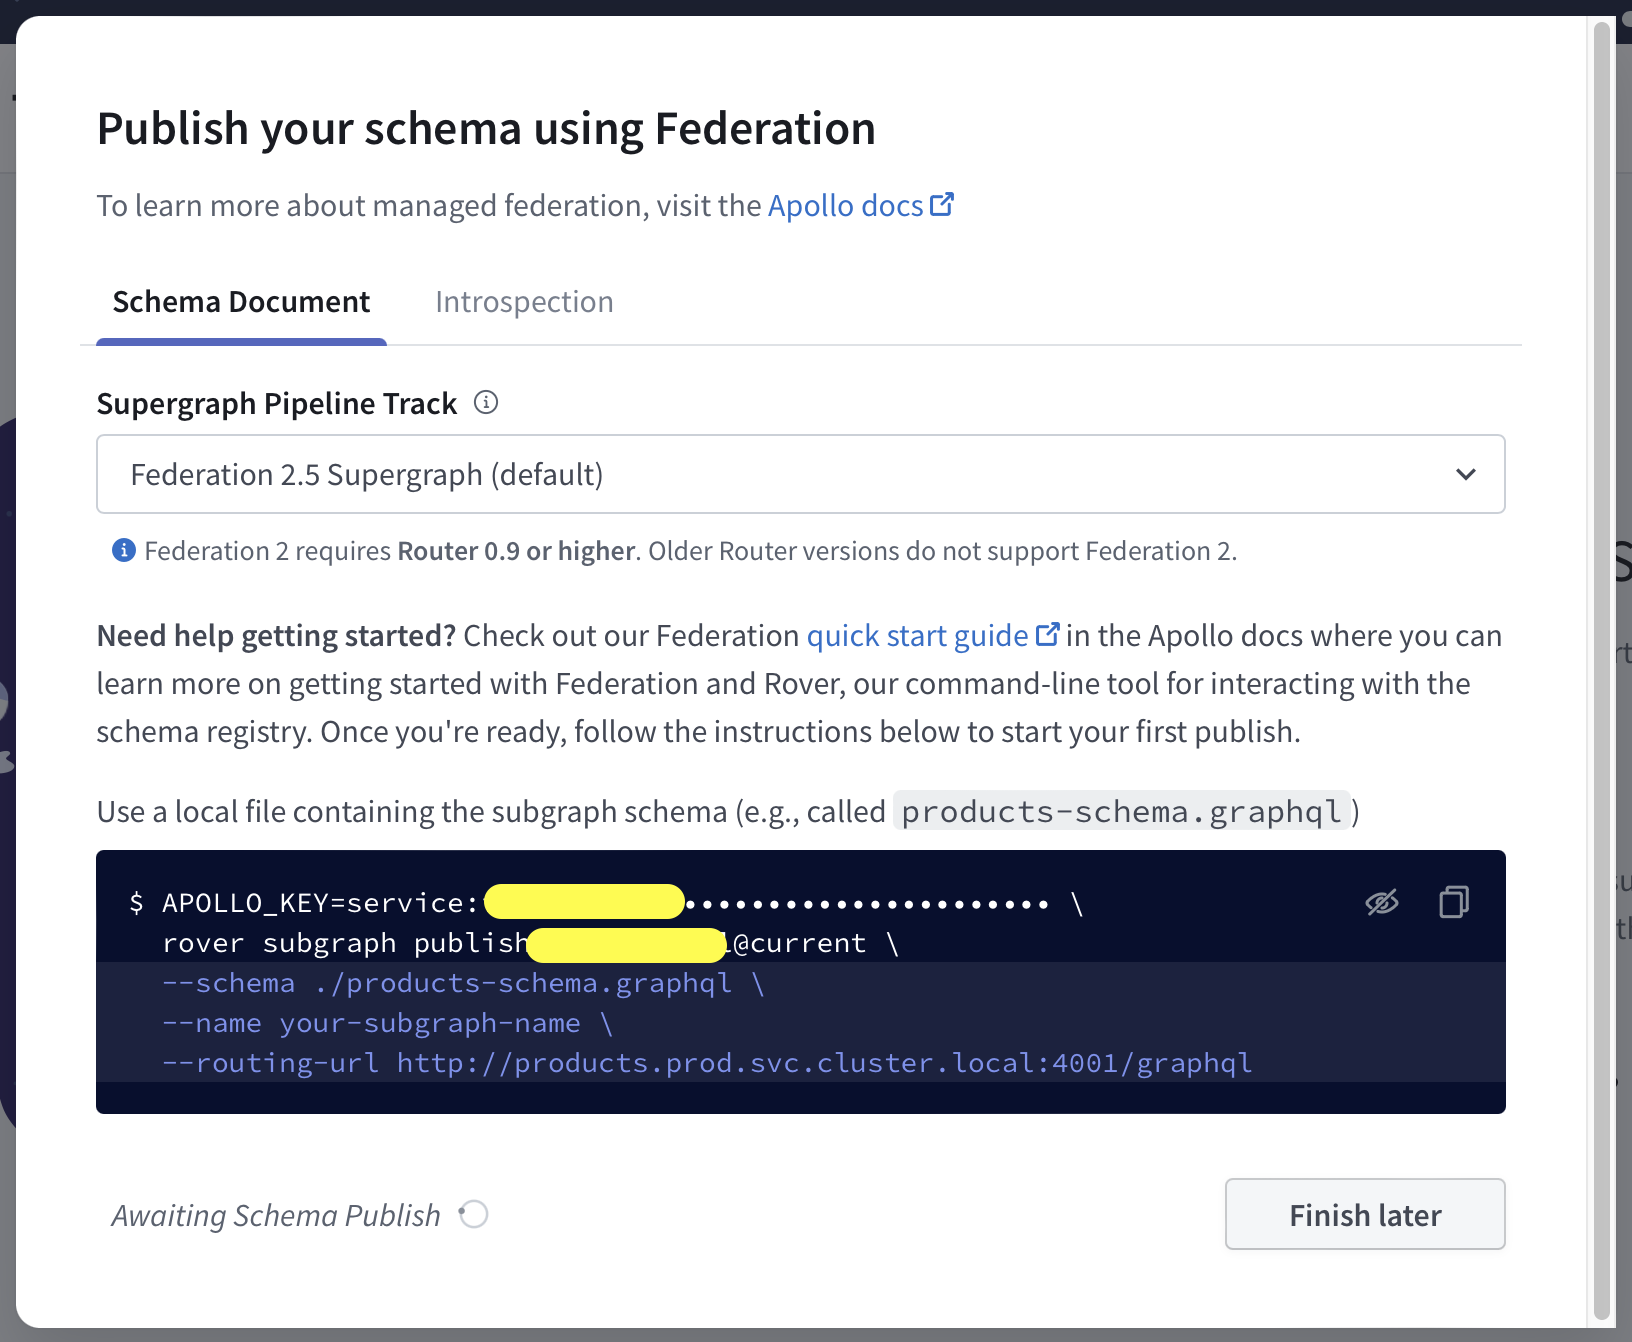 Publish your schema using Federation
To learn more about managed federation, visit the Apollo docs
Schema Document
Introspection
Supergraph Pipeline Track
Federation 2.5 Supergraph (default)
Federation 2 requires Router 0.9 or higher. Older Router versions do not support Federation 2.
Need help getting started? Check out our Federation quick start guide in the Apollo docs where you can
learn more on getting started with Federation and Rover, our command-line tool for interacting with the
schema registry. Once you're ready, follow the instructions below to start your first publish.
Use a local file containing the subgraph schema (e.g., called products-schema.graphql)
$ APOLLO_KEY=service: •••••••••••••••••••••• \
rover subgraph publish @current \
--schema ./products-schema.graphql \
--name your-subgraph-name \
--routing-url http://products.prod.svc.cluster.local:4001/graphql
Awaiting Schema Publish
Finish later